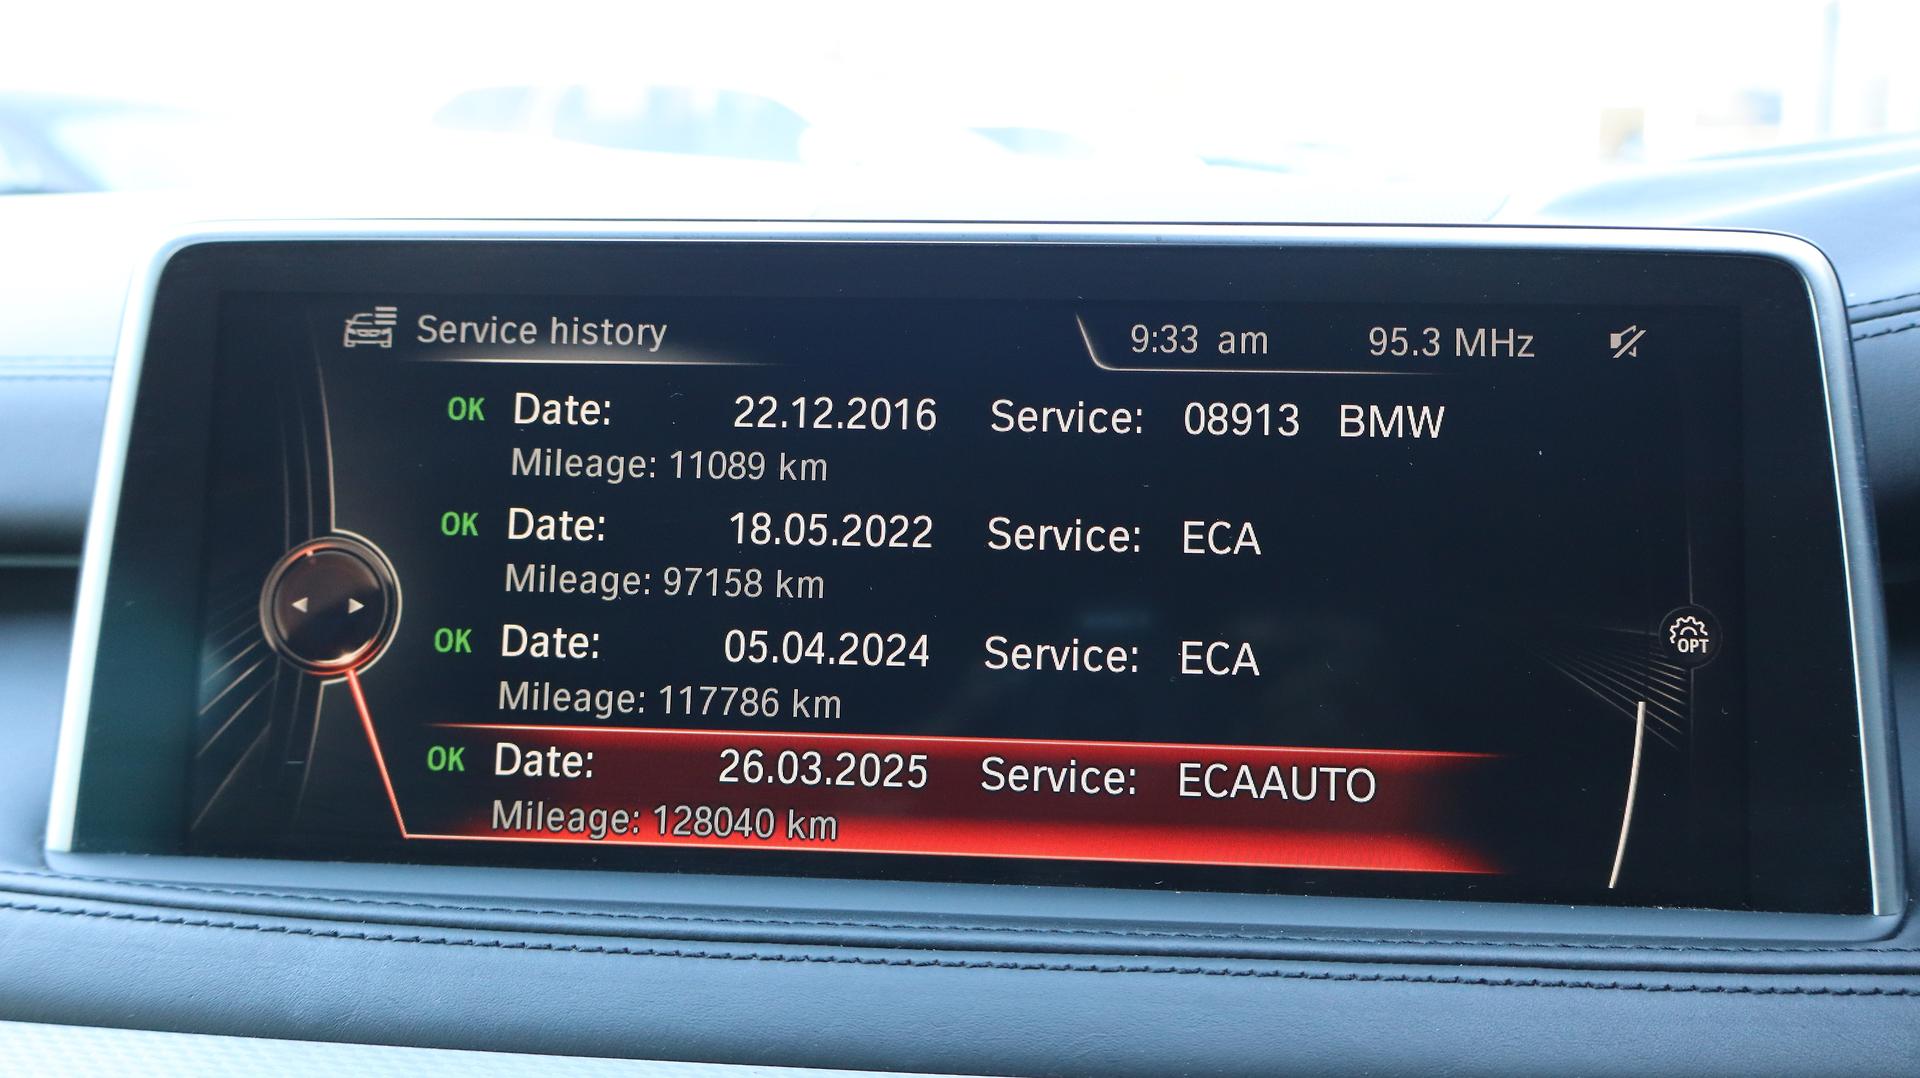 Service history 9:33 am 95.3 MHz
OK Date: 22.12.2016 Service: 08913 BMW
Mileage: 11089 km
OK Date: 18.05.2022 Service: ECA
Mileage: 97158 km
OK Date: 05.04.2024 Service: ECA
Mileage: 117786 km
OPT
OK Date: 26.03.2025 Service: ECAAUTO
Mileage: 128040 km